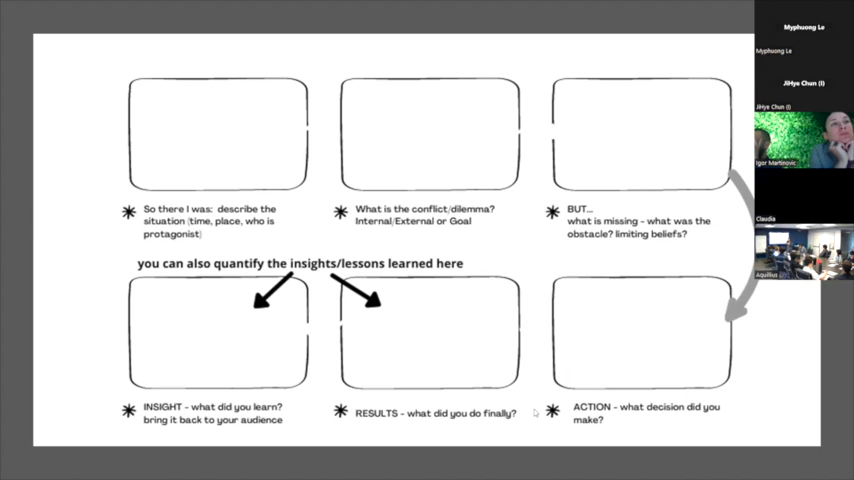 So there I was: describe the
situation (time, place, who is
protagonist)
What is the conflict/dilemma?
Internal/External or Goal
BUT...
what is missing - what was the
obstacle? limiting beliefs?
you can also quantify the insights/lessons learned here
INSIGHT - what did you learn?
bring it back to your audience
RESULTS - what did you do finally?
ACTION - what decision did you
make?
Myphuong Le
Myphuong Le
JiHye Chun (I)
JiHye Chun (I)
Igor Martinovic
Claudia
Aquillius